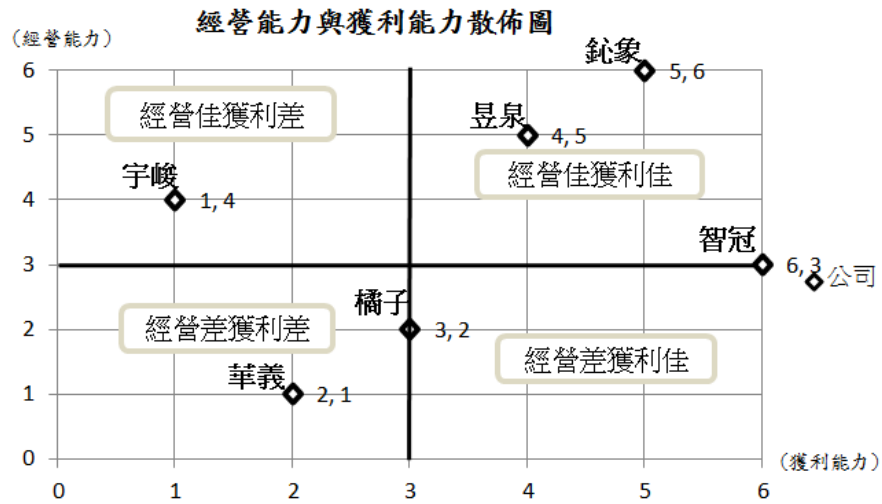 經營能力與獲利能力散佈圖
(經營能力)
6
5
4
3
2
1
0
鈊象
5, 6
經營佳獲利差
昱泉
4, 5
經營佳獲利佳
宇峻
1, 4
智冠
6, 3
公司
橘子
3, 2
經營差獲利差
經營差獲利佳
華義
2, 1
0 1 2 3 4 5 6
(獲利能力)